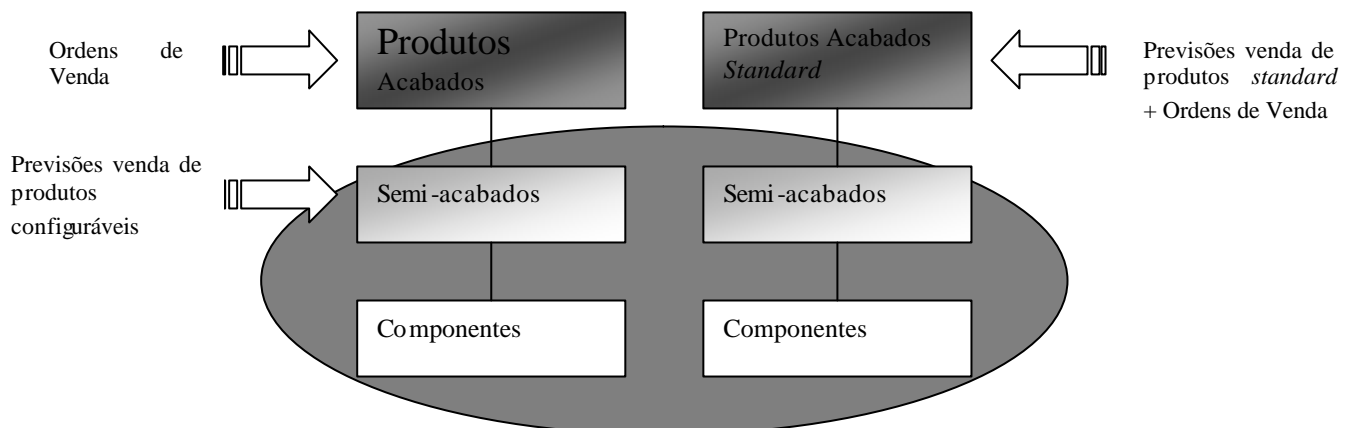 Ordens de
Venda
Produtos
Acabados
Produtos Acabados
Standard
Previsões venda de
produtos standard
+ Ordens de Venda
Previsões venda de
produtos
configuráveis
Semi-acabados
Semi-acabados
Componentes
Componentes